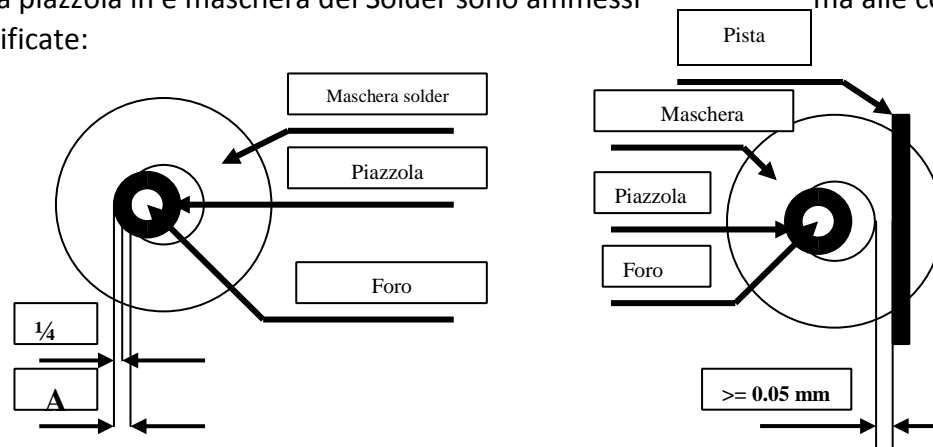 piazzola in e maschera del Solder sono ammessi ma alle
ificate:
Maschera solder
Piazzola
Foro
¼
A
Pista
Maschera
Piazzola
Foro
>= 0.05 mm